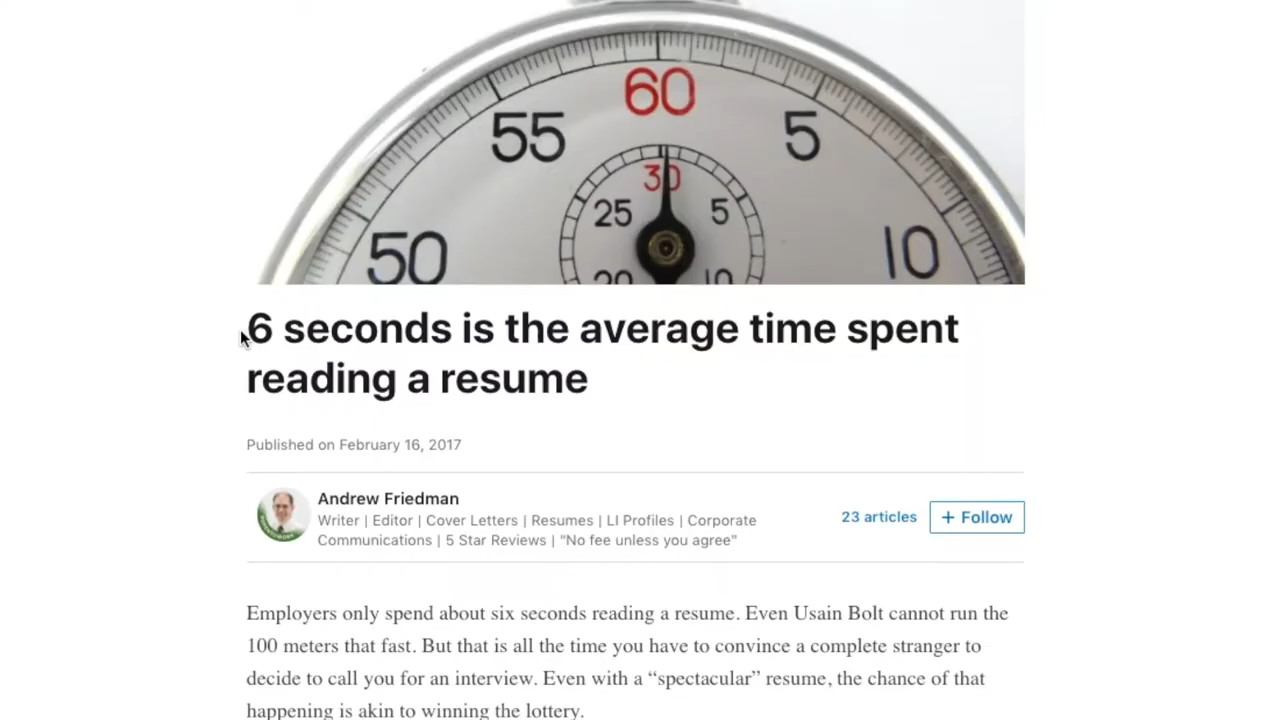 60
55
5
30
25
5
50
10
20
10
6 seconds is the average time spent
reading a resume
Published on February 16, 2017
Andrew Friedman
Writer | Editor | Cover Letters | Resumes | LI Profiles | Corporate
Communications | 5 Star Reviews | "No fee unless you agree"
23 articles
+ Follow
Employers only spend about six seconds reading a resume. Even Usain Bolt cannot run the
100 meters that fast. But that is all the time you have to convince a complete stranger to
decide to call you for an interview. Even with a “spectacular” resume, the chance of that
happening is akin to winning the lottery.